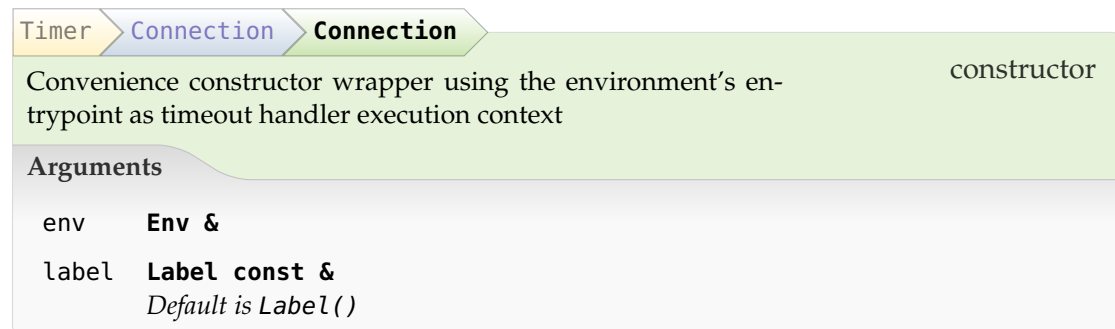 Timer Connection Connection
constructor
Convenience constructor wrapper using the environment's en-
trypoint as timeout handler execution context
Arguments
env Env &
label Label const &
Default is Label()